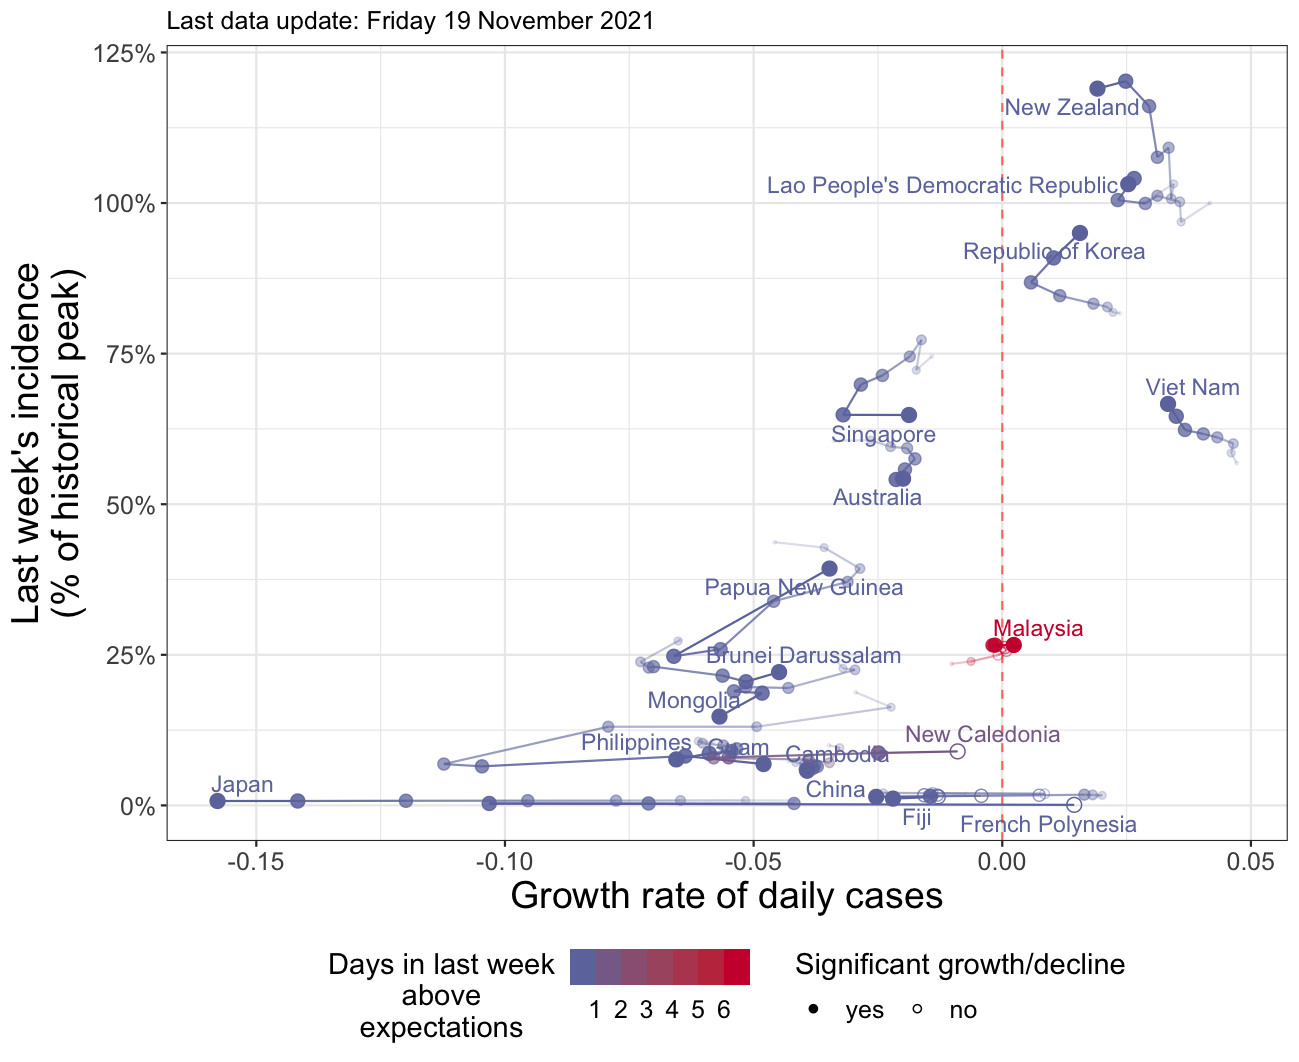 Last data update: Friday 19 November 2021
125%
100%
75%
50%
25%
0%
Last week's incidence
(% of historical peak)
New Zealand
Lao People's Democratic Republic
Republic of Korea
Viet Nam
Singapore
Australia
Papua New Guinea
Malaysia
Brunei Darussalam
Mongolia
New Caledonia
Philippines
Guam
Cambodia
Japan
China
Fiji
French Polynesia
-0.15
-0.10
-0.05
0.00
0.05
Growth rate of daily cases
Days in last week
above
expectations
1 2 3 4 5 6
Significant growth/decline
yes
no